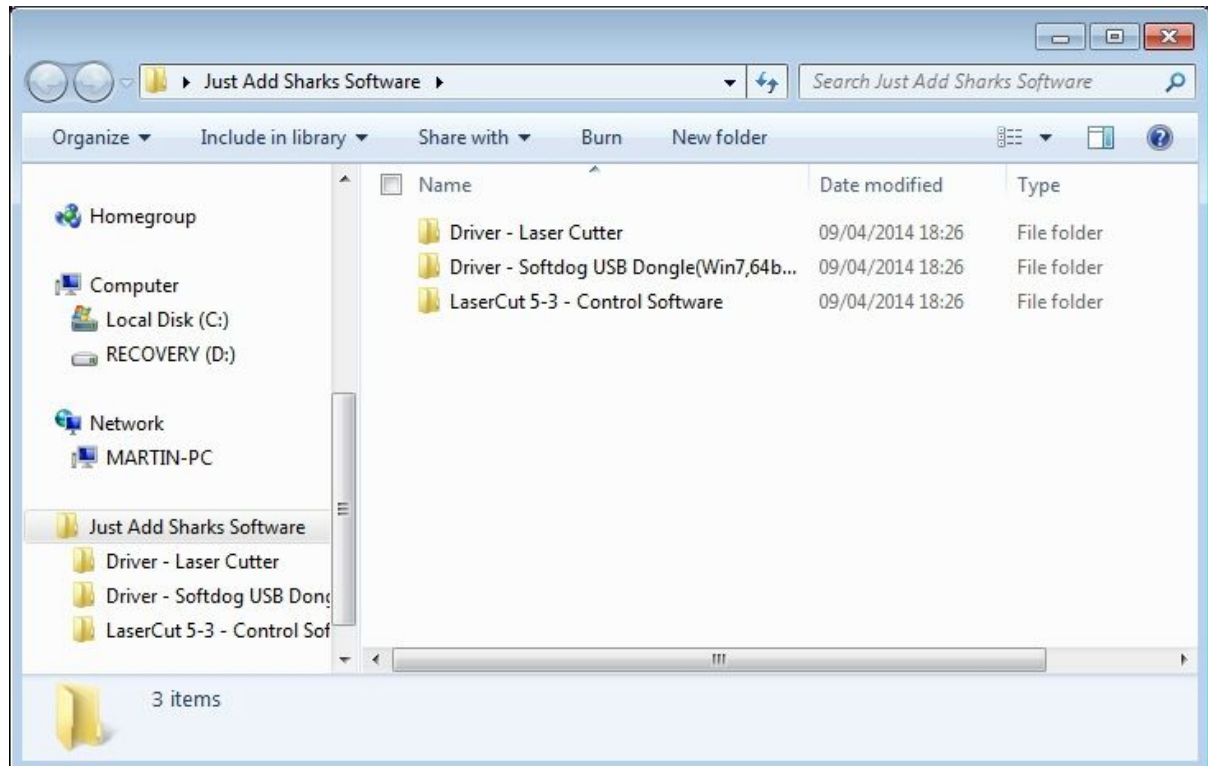 Just Add Sharks Software
Search Just Add Sharks Software
Organize Include in library Share with Burn New folder
Homegroup
Computer
Local Disk (C:)
RECOVERY (D:)
Network
MARTIN-PC
Just Add Sharks Software
Driver - Laser Cutter
Driver - Softdog USB Dong
LaserCut 5-3 - Control Sof
Name Date modified Type
Driver - Laser Cutter 09/04/2014 18:26 File folder
Driver - Softdog USB Dongle(Win7,64b... 09/04/2014 18:26 File folder
LaserCut 5-3 - Control Software 09/04/2014 18:26 File folder
3 items